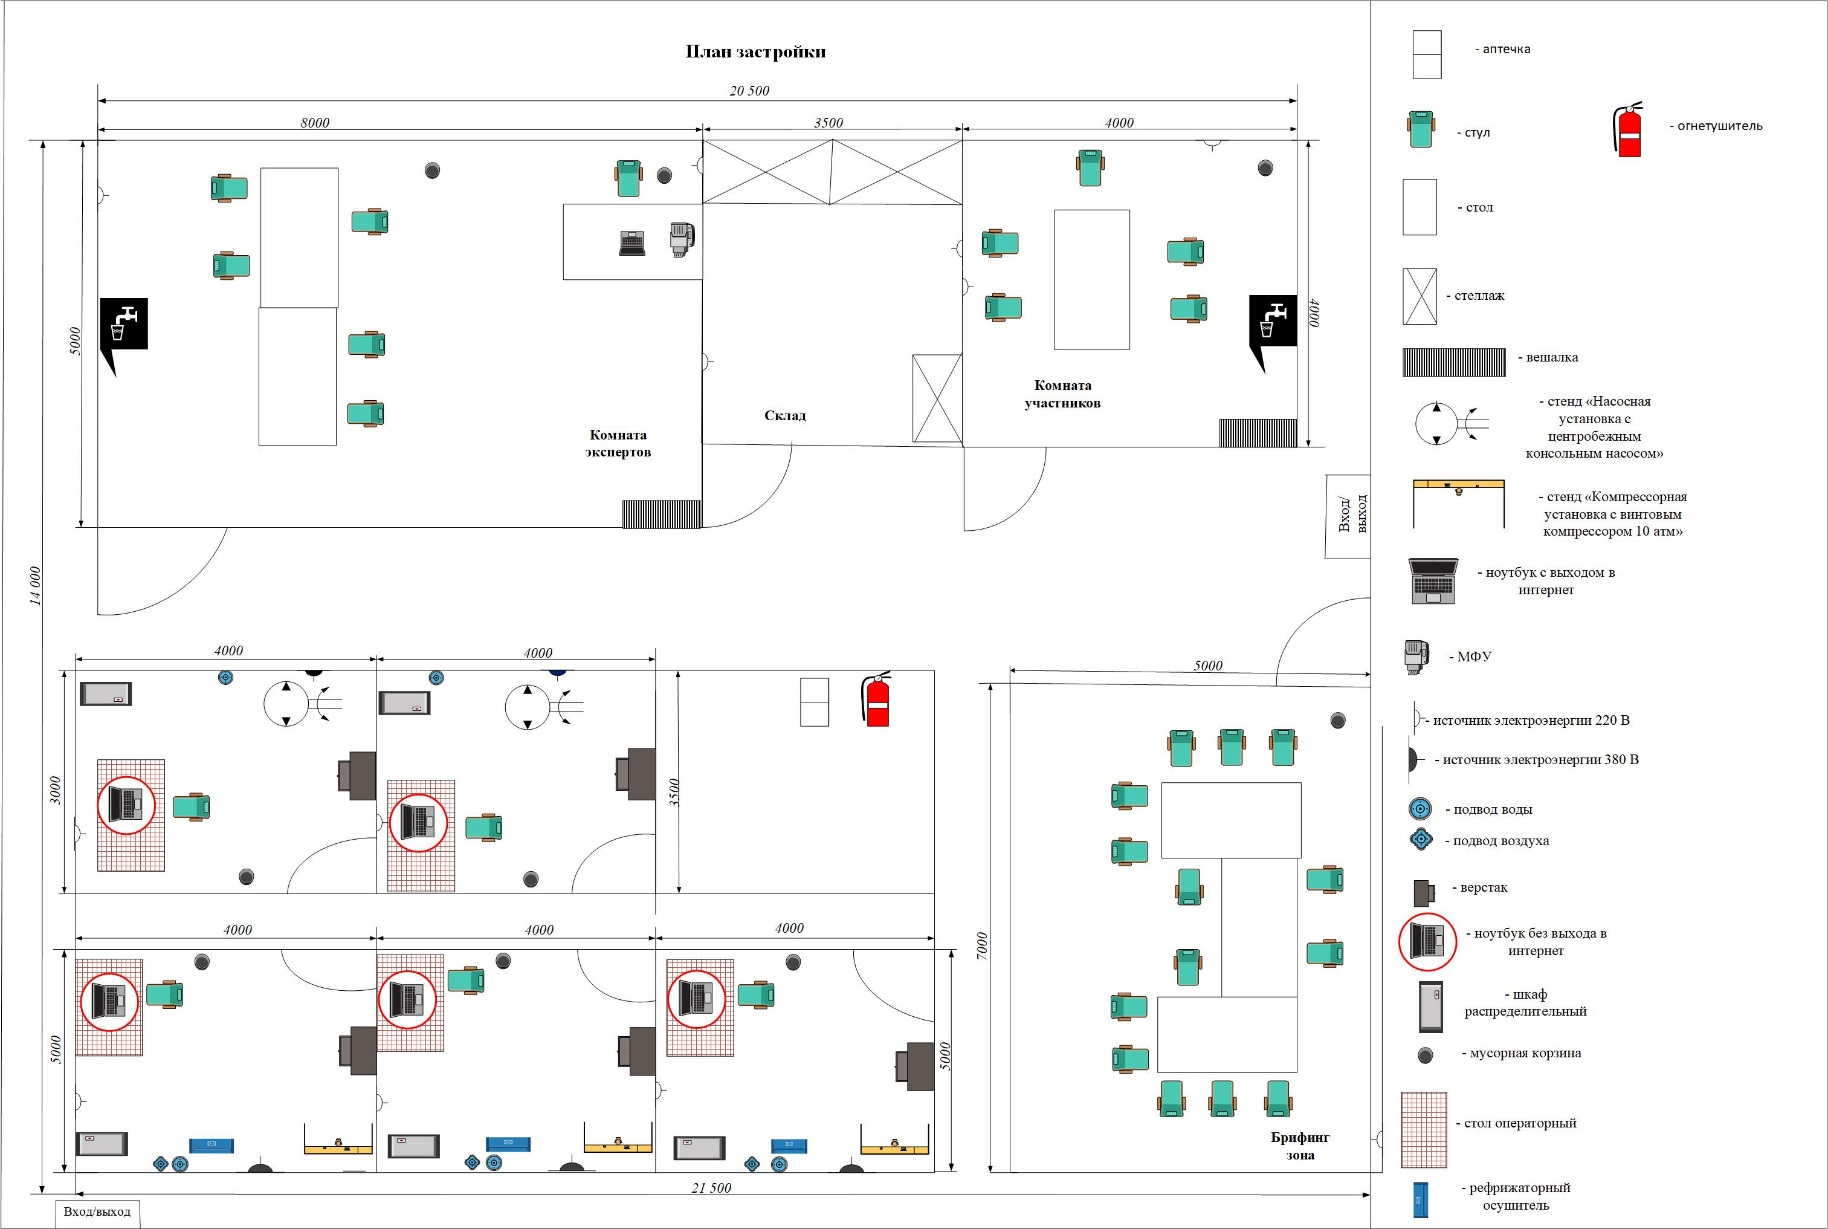 План застройки
20 500
8000
3500
4000
5000
4000
14 000
Склад
Комната
участников
Комната
экспертов
Вход/
выход
4000
4000
5000
3000
3500
7000
4000
4000
4000
5000
5000
Брифинг
зона
21 500
Вход/выход
- аптечка
- стул
- огнетушитель
- стол
- стеллаж
- вешалка
- стенд «Насосная
установка с
центробежным
консольным насосом»
- стенд «Компрессорная
установка с винтовым
компрессором 10 атм»
- ноутбук с выходом в
интернет
- МФУ
- источник электроэнергии 220 В
- источник электроэнергии 380 В
- подвод воды
- подвод воздуха
- верстак
- ноутбук без выхода в
интернет
- шкаф
распределительный
- мусорная корзина
- стол операторный
- рефрижаторный
осушитель